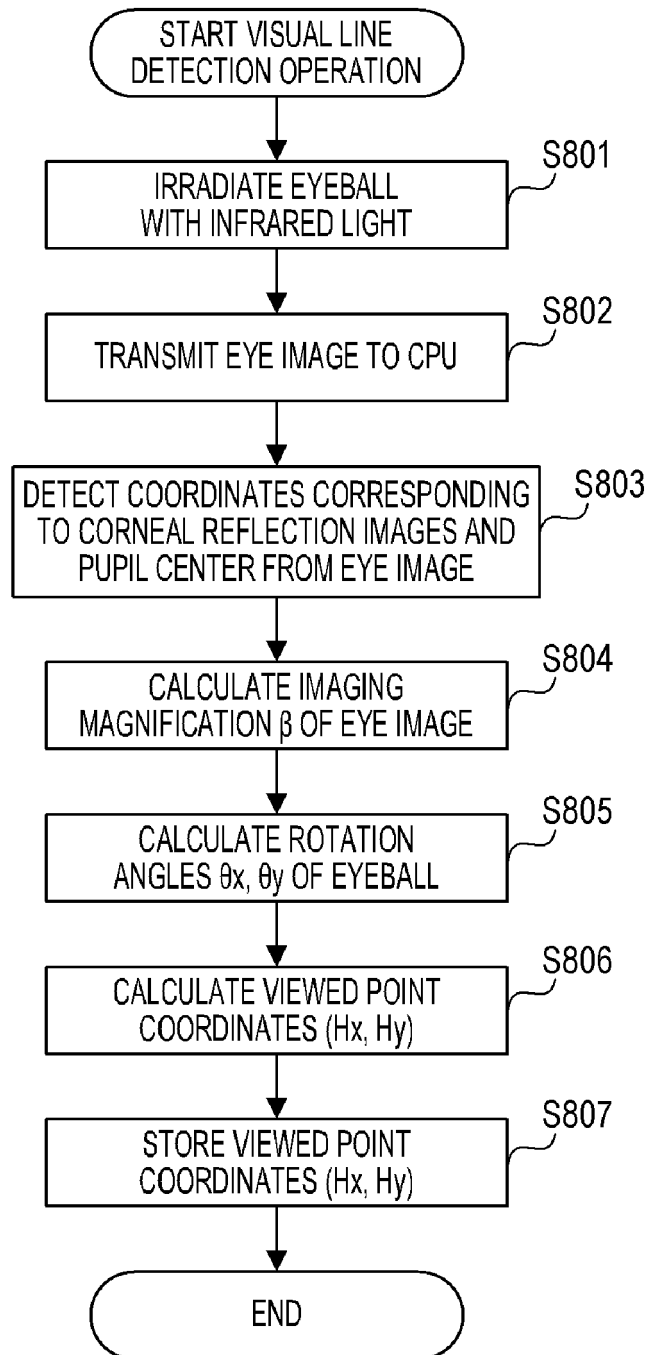 START VISUAL LINE
DETECTION OPERATION
S801
IRRADIATE EYEBALL
WITH INFRARED LIGHT
S802
TRANSMIT EYE IMAGE TO CPU
S803
DETECT COORDINATES CORRESPONDING
TO CORNEAL REFLECTION IMAGES AND
PUPIL CENTER FROM EYE IMAGE
S804
CALCULATE IMAGING
MAGNIFICATION β OF EYE IMAGE
S805
CALCULATE ROTATION
ANGLES θx, θy OF EYEBALL
S806
CALCULATE VIEWED POINT
COORDINATES (Hx, Hy)
S807
STORE VIEWED POINT
COORDINATES (Hx, Hy)
END